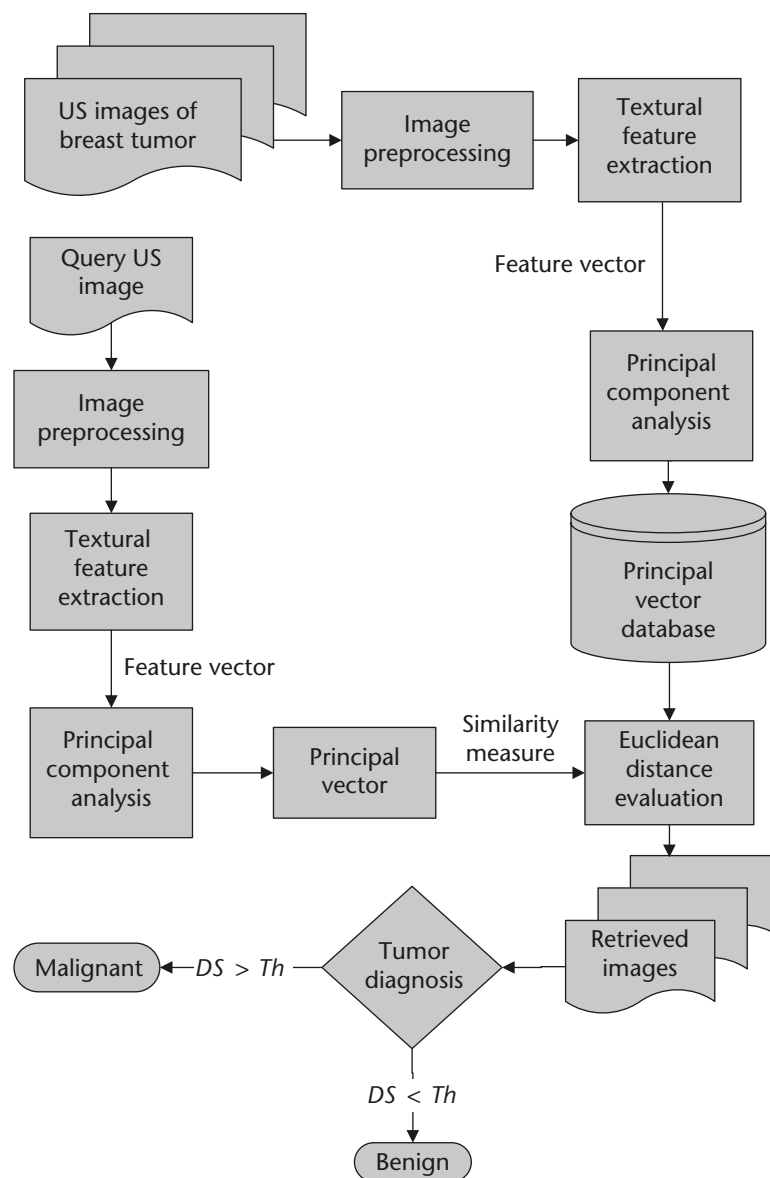 US images of
breast tumor
Image
preprocessing
Textural
feature
extraction
Feature vector
Query US
image
Principal
component
analysis
Image
preprocessing
Textural
feature
extraction
Principal
vector
database
Feature vector
Principal
component
analysis
Principal
vector
Similarity
measure
Euclidean
distance
evaluation
Retrieved
images
Tumor
diagnosis
DS > Th
Malignant
DS < Th
Benign